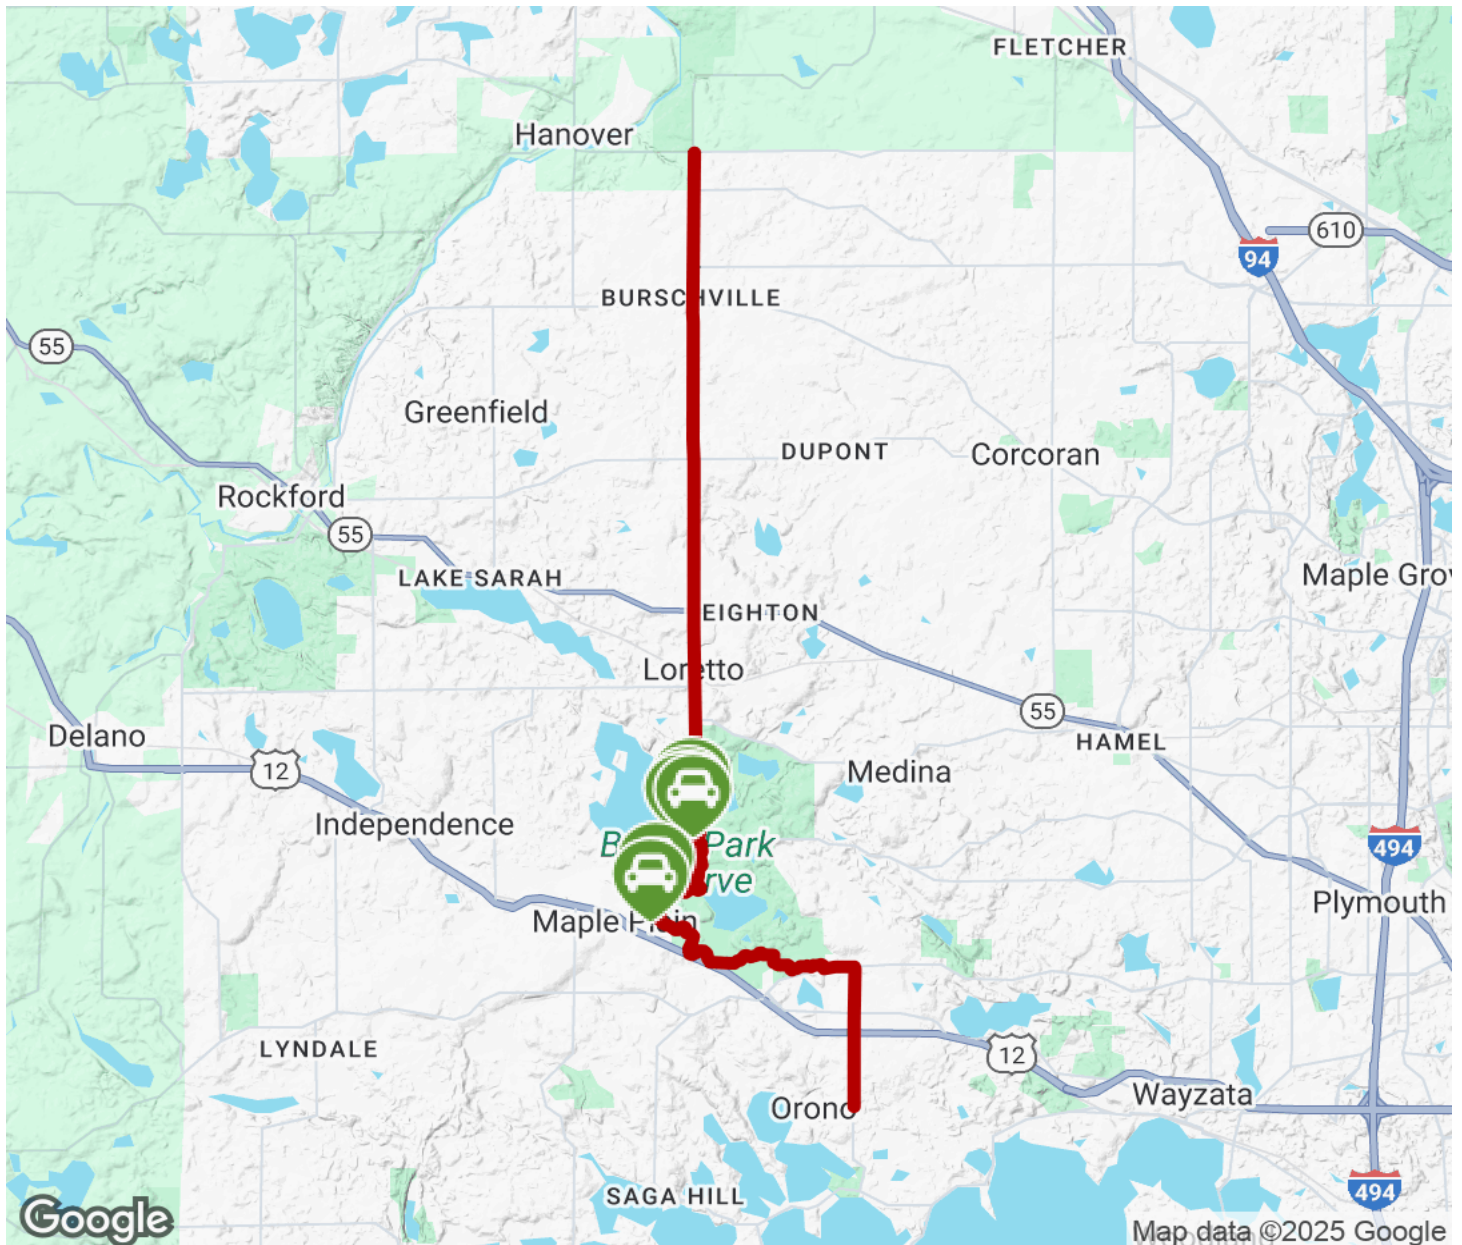 FLETCHER
Hanover
610
94
BURSCHVILLE
55
Greenfield
DUPONT
Corcoran
Rockford
55
Maple Grov
LAKE SARAH
EIGHTON
Loretto
55
Delano
HAMEL
12
Medina
Independence
Park
494
rve
Plymouth
Maple Plain
LYNDALE
12
Wayzata
Orono
SAGA HILL
494
Google
Map data ©2025 Google